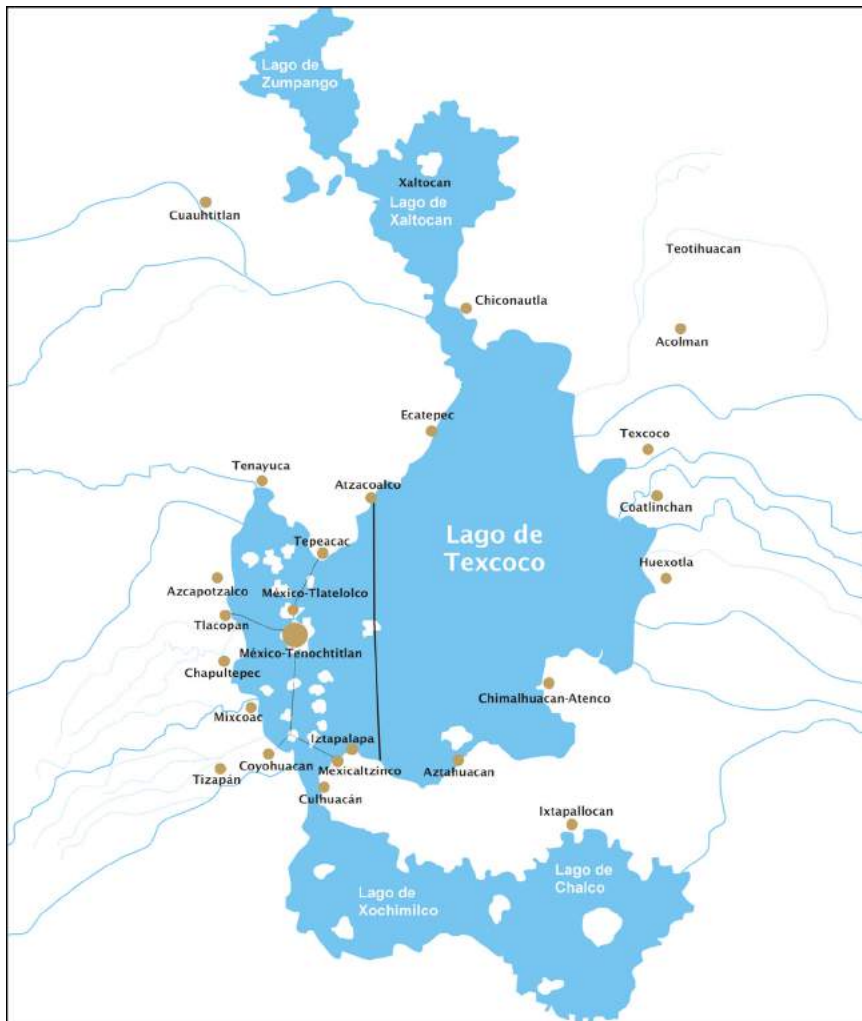 Lago de
Zumpango
Xaltocan
Lago de
Xaltocan
Cuauhtitlan
Teotihuacan
Chiconautla
Acolman
Ecatepec
Texcoco
Tenayuca
Atzacoalco
Coatlinchan
Lago de
Texcoco
Tepeacac
Huexotla
Azcapotzalco
México-Tlatelolco
Tlacopan
México-Tenochtitlan
Chapultepec
Chimalhuacan-Atenco
Mixcoac
Iztapalapa
Coyohuacan
Mexicaltzinco
Aztahuacan
Tizapán
Culhuacán
Ixtapallocan
Lago de
Chalco
Lago de
Xochimilco